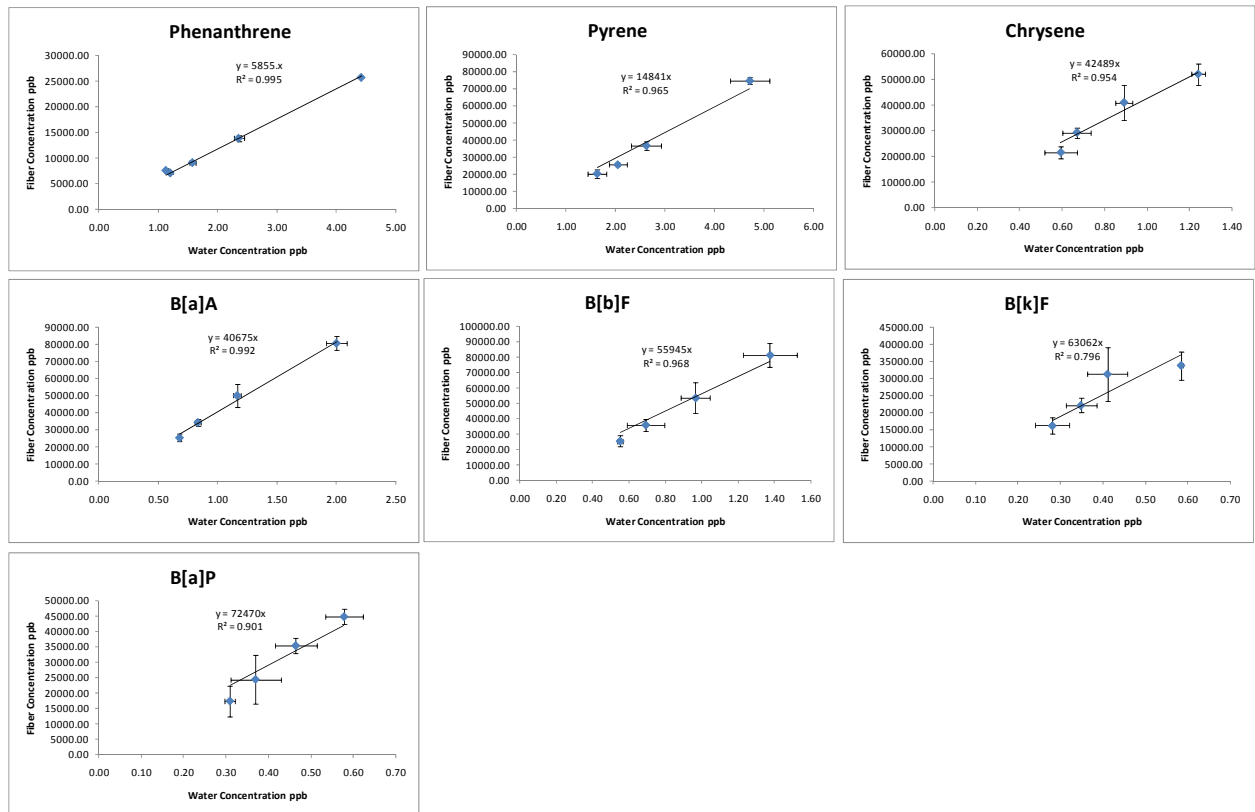 Phenanthrene
y = 5855.x
R² = 0.995
30000.00
25000.00
20000.00
15000.00
10000.00
5000.00
0.00
Fiber Concentration ppb
0.00 1.00 2.00 3.00 4.00 5.00
Water Concentration ppb
Pyrene
y = 14841x
R² = 0.965
90000.00
80000.00
70000.00
60000.00
50000.00
40000.00
30000.00
20000.00
10000.00
0.00
Fiber Concentration ppb
0.00 1.00 2.00 3.00 4.00 5.00 6.00
Water Concentration ppb
Chrysene
y = 42489x
R² = 0.954
60000.00
50000.00
40000.00
30000.00
20000.00
10000.00
0.00
Fiber Concentration ppb
0.00 0.20 0.40 0.60 0.80 1.00 1.20 1.40
Water Concentration ppb
B[a]A
y = 40675x
R² = 0.992
90000.00
80000.00
70000.00
60000.00
50000.00
40000.00
30000.00
20000.00
10000.00
0.00
Fiber Concentration ppb
0.00 0.50 1.00 1.50 2.00 2.50
Water Concentration ppb
B[b]F
y = 55945x
R² = 0.968
100000.00
90000.00
80000.00
70000.00
60000.00
50000.00
40000.00
30000.00
20000.00
10000.00
0.00
Fiber Concentration ppb
0.00 0.20 0.40 0.60 0.80 1.00 1.20 1.40 1.60
Water Concentration ppb
B[k]F
y = 63062x
R² = 0.796
45000.00
40000.00
35000.00
30000.00
25000.00
20000.00
15000.00
10000.00
5000.00
0.00
Fiber Concentration ppb
0.00 0.10 0.20 0.30 0.40 0.50 0.60 0.70
Water Concentration ppb
B[a]P
y = 72470x
R² = 0.901
50000.00
45000.00
40000.00
35000.00
30000.00
25000.00
20000.00
15000.00
10000.00
5000.00
0.00
Fiber Concentration ppb
0.00 0.10 0.20 0.30 0.40 0.50 0.60 0.70
Water Concentration ppb